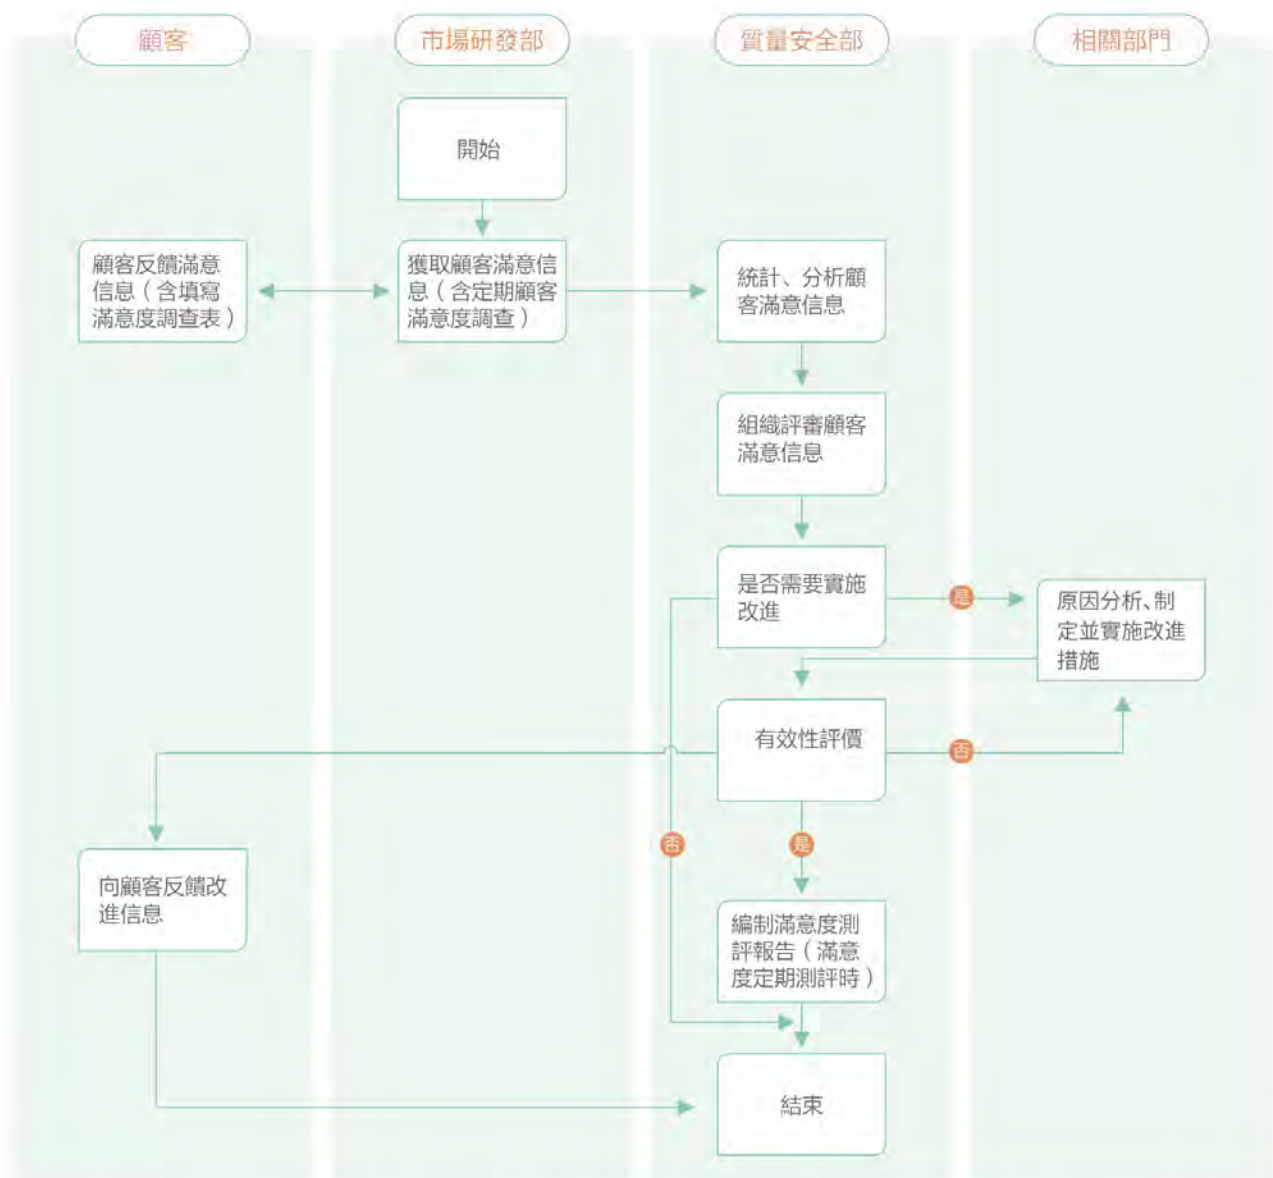 顧客
市場研發部
質量安全部
相關部門
開始
顧客反饋滿意
信息（含填寫
滿意度調查表）
獲取顧客滿意信
息（含定期顧客
滿意度調查）
統計、分析顧
客滿意信息
組織評審顧客
滿意信息
是否需要實施
改進
是
原因分析、制
定並實施改進
措施
有效性評價
否
否
是
向顧客反饋改
進信息
編制滿意度測
評報告（滿意
度定期測評時）
結束